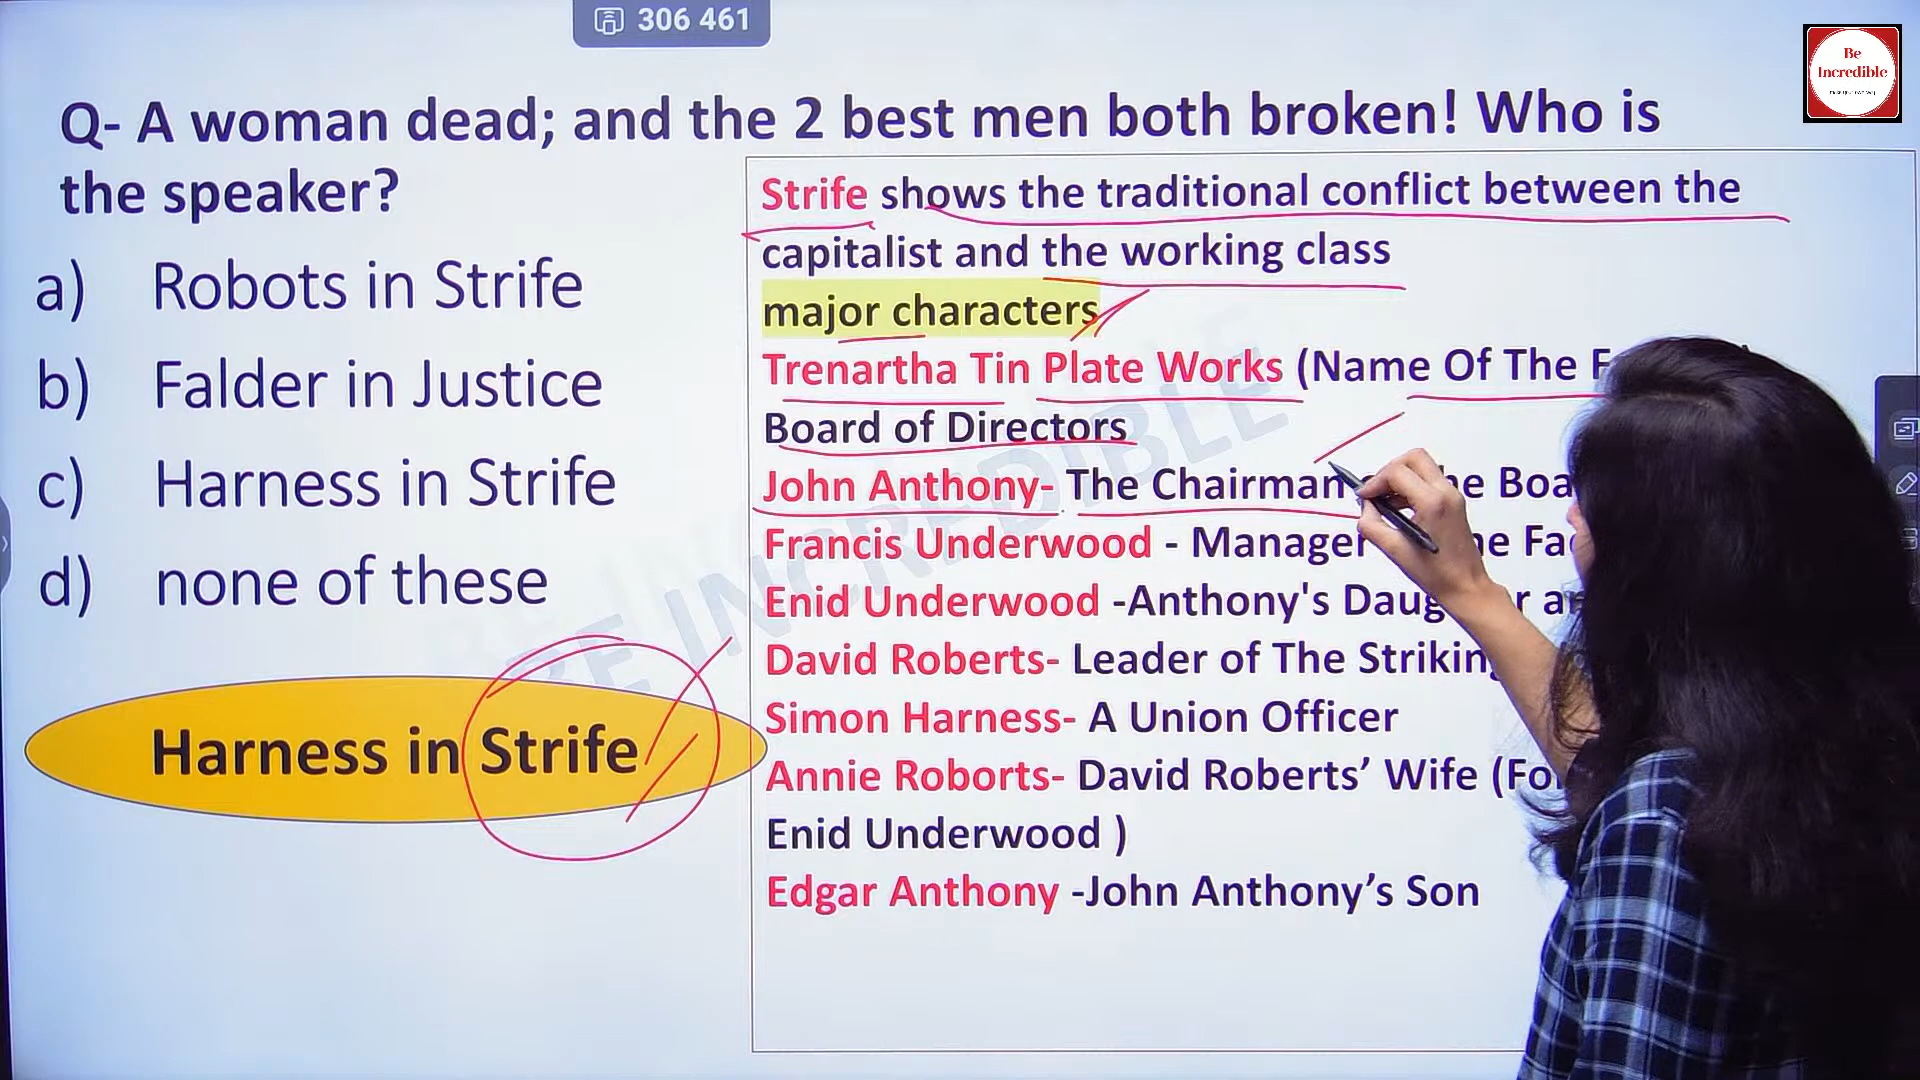 306 461
Be
Incredible
Q- A woman dead; and the 2 best men both broken! Who is
the speaker?
a) Robots in Strife
b) Falder in Justice
c) Harness in Strife
d) none of these
Harness in Strife
Strife shows the traditional conflict between the
capitalist and the working class
major characters
Trenartha Tin Plate Works (Name Of The
Board of Directors
John Anthony- The Chairman
Francis Underwood - Manager
Enid Underwood -Anthony's
David Roberts- Leader of The
Simon Harness- A Union Officer
Annie Roborts- David Roberts’ Wife
Enid Underwood )
Edgar Anthony -John Anthony’s Son
BE INCREDIBLE